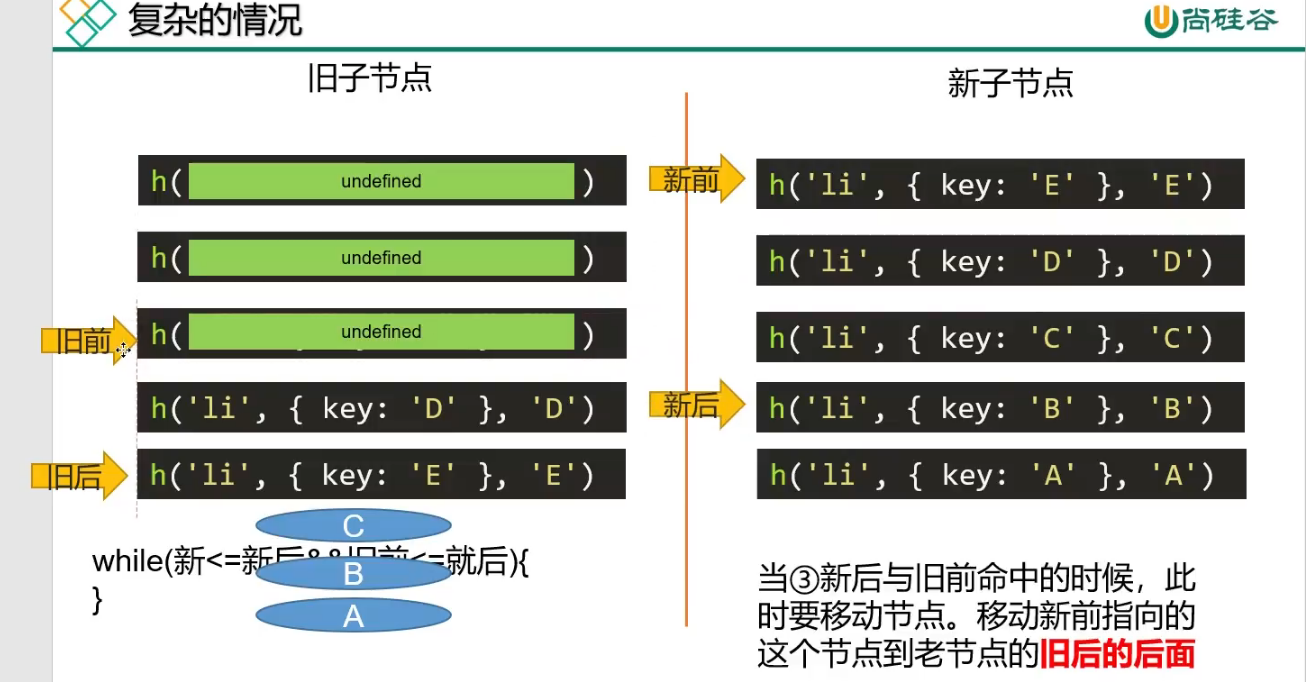 复杂的情况
尚硅谷
旧子节点
新子节点
h( undefined )
h( undefined )
旧前 h( undefined )
h('li', { key: 'D' }, 'D')
旧后 h('li', { key: 'E' }, 'E')
新前 h('li', { key: 'E' }, 'E')
h('li', { key: 'D' }, 'D')
h('li', { key: 'C' }, 'C')
新后 h('li', { key: 'B' }, 'B')
h('li', { key: 'A' }, 'A')
C
while(新<=新后&&旧前<=就后){
B
}
A
当③新后与旧前命中的时候，此
时要移动节点。移动新前指向的
这个节点到老节点的旧后的后面